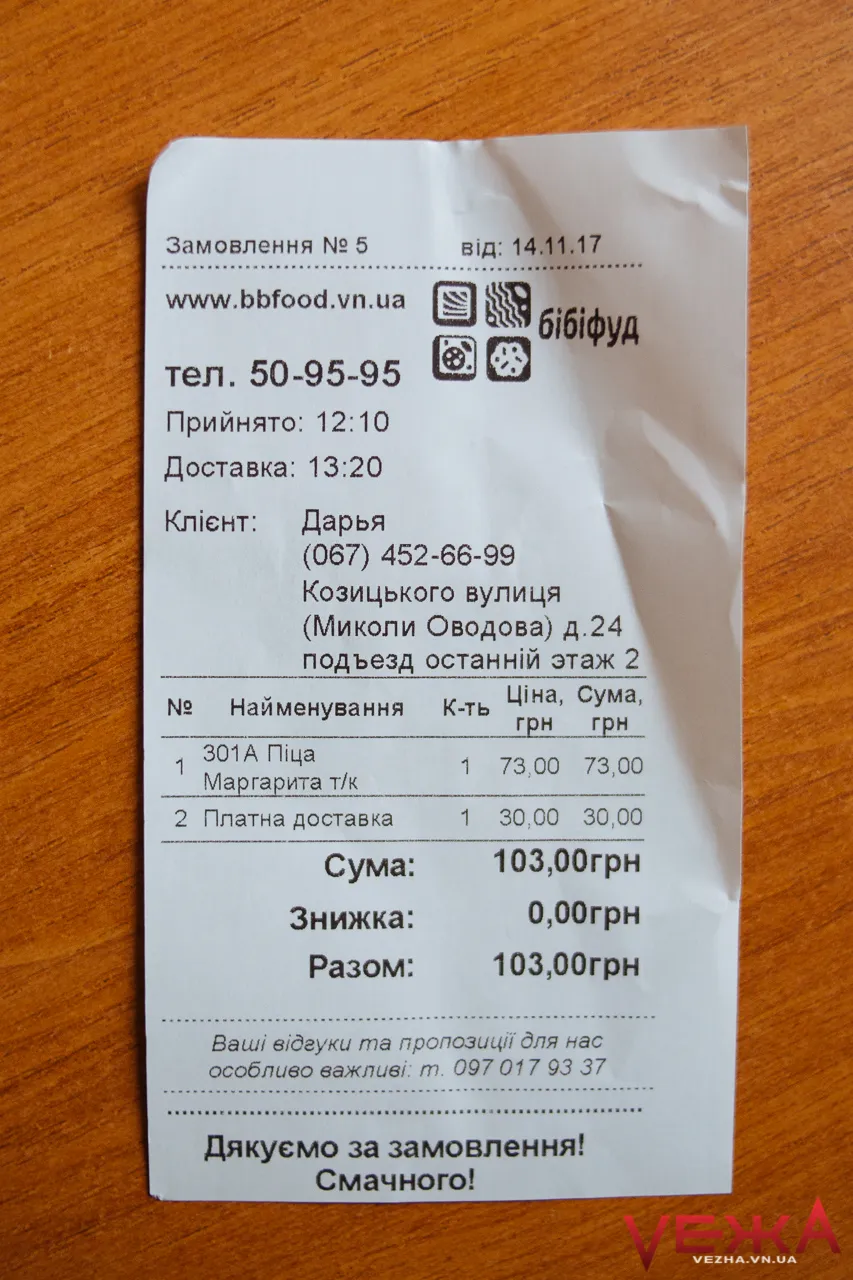 Замовлення № 5 від: 14.11.17
www.bbfood.vn.ua
бібіфуд
тел. 50-95-95
Прийнято: 12:10
Доставка: 13:20
Клієнт: Дарья
(067) 452-66-99
Козицького вулиця
(Миколи Оводова) д.24
подъезд останній этаж 2
№ Найменування К-ть Ціна, грн Сума, грн
1 301А Піца Маргарита т/к 1 73,00 73,00
2 Платна доставка 1 30,00 30,00
Сума: 103,00грн
Знижка: 0,00грн
Разом: 103,00грн
Ваші відгуки та пропозиції для нас
особливо важливі: т. 097 017 93 37
Дякуємо за замовлення!
Смачного!
VEЖА
VEZHA.VN.UA